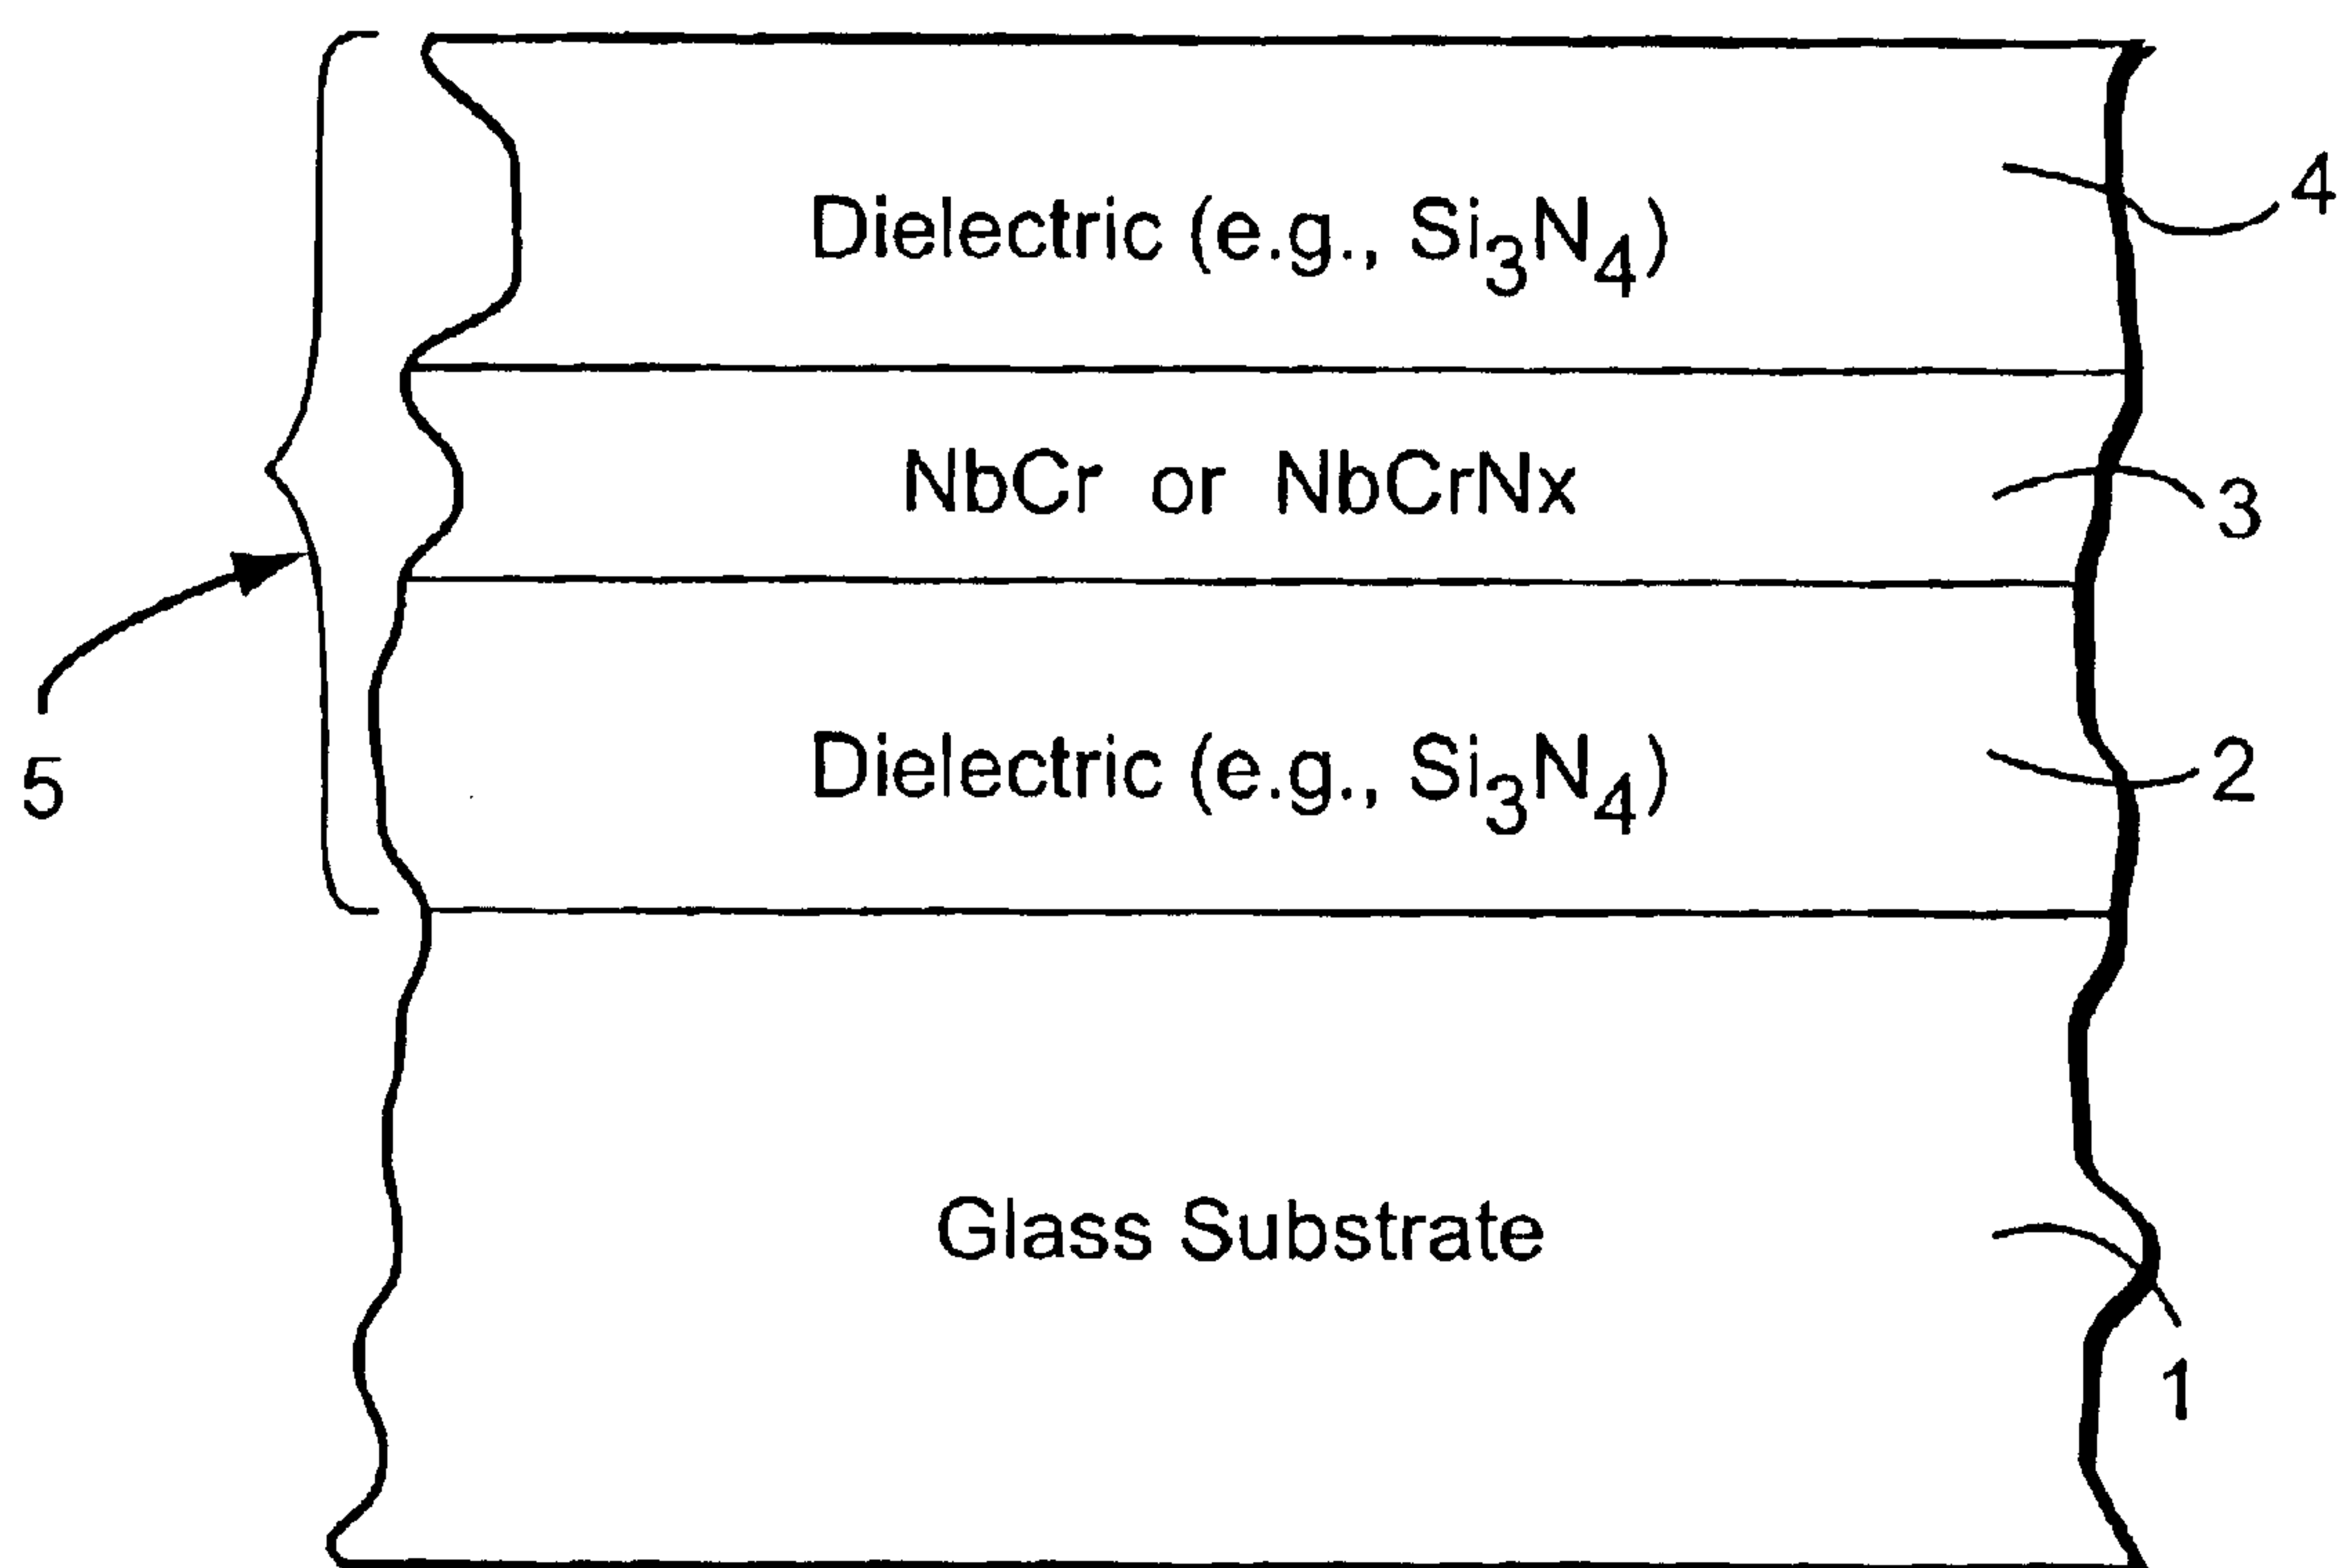 Dielectric (e.g., Si3N4)
4
NbCr or NbCrNx
3
5
Dielectric (e.g., Si3N4)
2
Glass Substrate
1